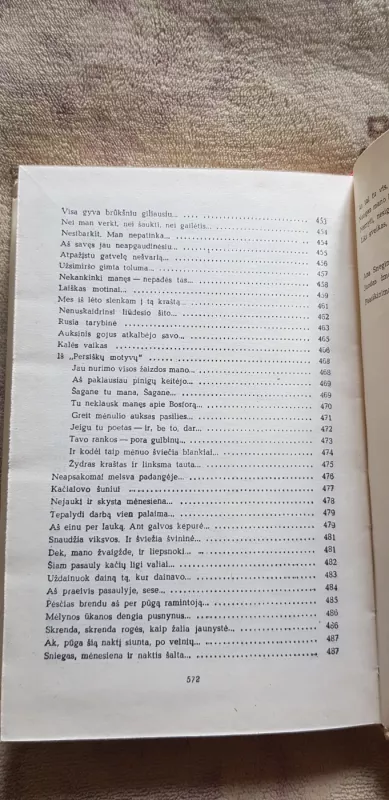 Visa gyva brūkšniu giliausiu... 453
Nei man verkt, nei šaukti, nei gailėtis... 454
Nesibarkit. Man nepatinka... 454
Aš savęs jau neapgaudinėsiu... 455
Atpažįstu gatvelę nešvarią... 456
Užsimiršo gimta toluma... 457
Nekankinki manęs — nepadės tas... 458
Laiškas motinai... 459
Mes iš lėto slenkam į tą kraštą... 461
Nenuskaidrinsi liūdesio šito... 462
Rusia tarybinė 463
Auksinis gojus atkalbėjo savo... 465
Kalės vaikas 466
Iš „Persiškų motyvų" 468
Jau nurimo visos žaizdos mano... 468
Aš paklausiau pinigų keitėjo... 469
Šagane tu mana, Šagane... 469
Tu neklausk manęs apie Bosforą... 470
Greit mėnulio auksas pasilies... 471
Jeigu tu poetas — ir, be to, dar... 472
Tavo rankos — pora gulbinų... 473
Ir kodėl taip mėnuo šviečia blankiai... 474
Žydras kraštas ir linksma tauta... 475
Neapsakomai melsva padangėje... 476
Kačialovo šuniui 477
Nejauki ir skysta mėnesiena... 478
Tepalydi darbą vien palaima... 479
Aš einu per lauką. Ant galvos kepurė... 479
Snaudžia viksvos. Ir šviežia švininė... 481
Dek, mano žvaigžde, ir liepsnoki... 481
Šiam pasauly kačių ligi valiai... 482
Uždainuok dainą tą, kur dainavo... 483
Aš praeivis pasaulyje, sese... 484
Pėsčias brendu aš per pūgą ramintoją... 485
Mėlynos ūkanos dengia pusnynus... 486
Skrenda, skrenda rogės, kaip žalia jaunystė... 486
Ak, pūga šią naktį siunta, po velnių... 487
Sniegas, mėnesiena ir naktis šalta... 487
572